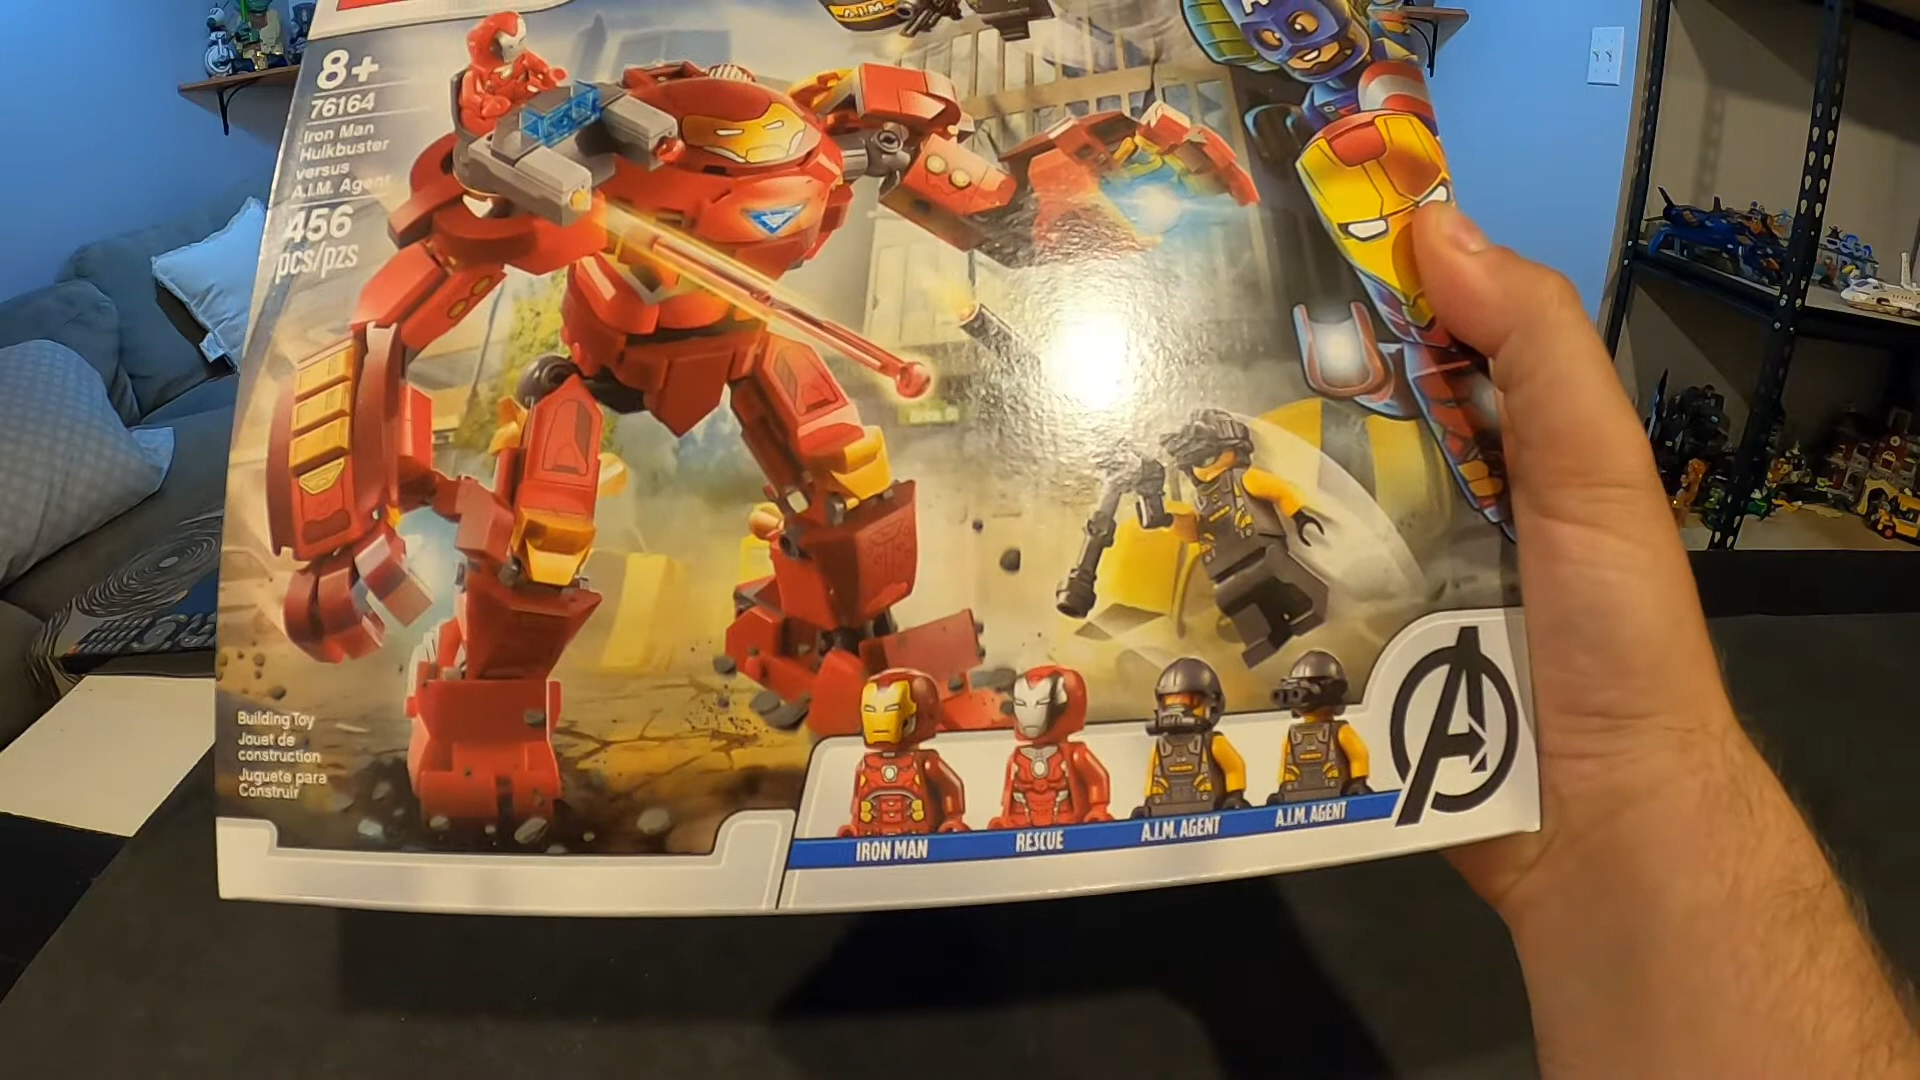 A.I.M.
A
8+
76164
Iron Man
Hulkbuster
versus
A.I.M. Agent
456
pcs/pzs
Building Toy
Jouet de
construction
Juguete para
Construir
IRON MAN
RESCUE
A.I.M. AGENT
A.I.M. AGENT
A